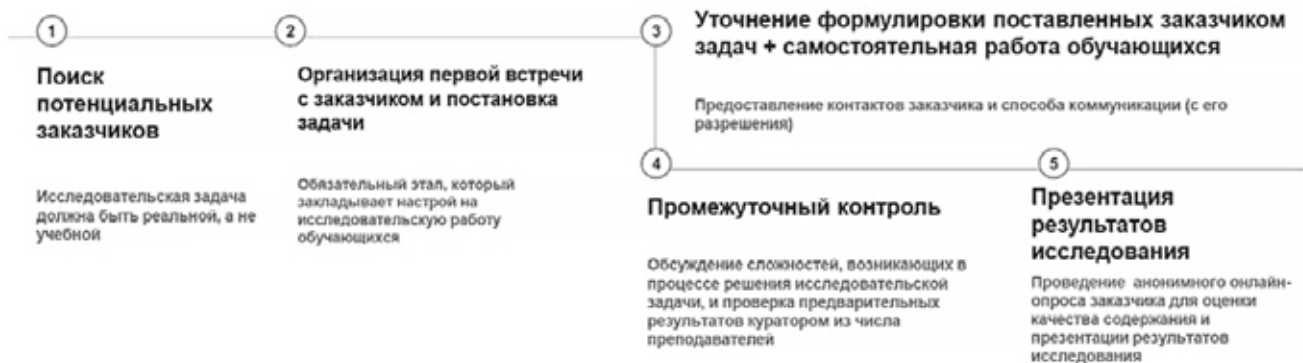 1
Поиск
потенциальных
заказчиков
Исследовательская задача
должна быть реальной, а не
учебной
2
Организация первой встречи
с заказчиком и постановка
задачи
Обязательный этап, который
закладывает настрой на
исследовательскую работу
обучающихся
3
Уточнение формулировки поставленных заказчиком
задач + самостоятельная работа обучающихся
Предоставление контактов заказчика и способа коммуникации (с его
разрешения)
4
Промежуточный контроль
Обсуждение сложностей, возникающих в
процессе решения исследовательской
задачи, и проверка предварительных
результатов куратором из числа
преподавателей
5
Презентация
результатов
исследования
Проведение анонимного онлайн-
опроса заказчика для оценки
качества содержания и
презентации результатов
исследования